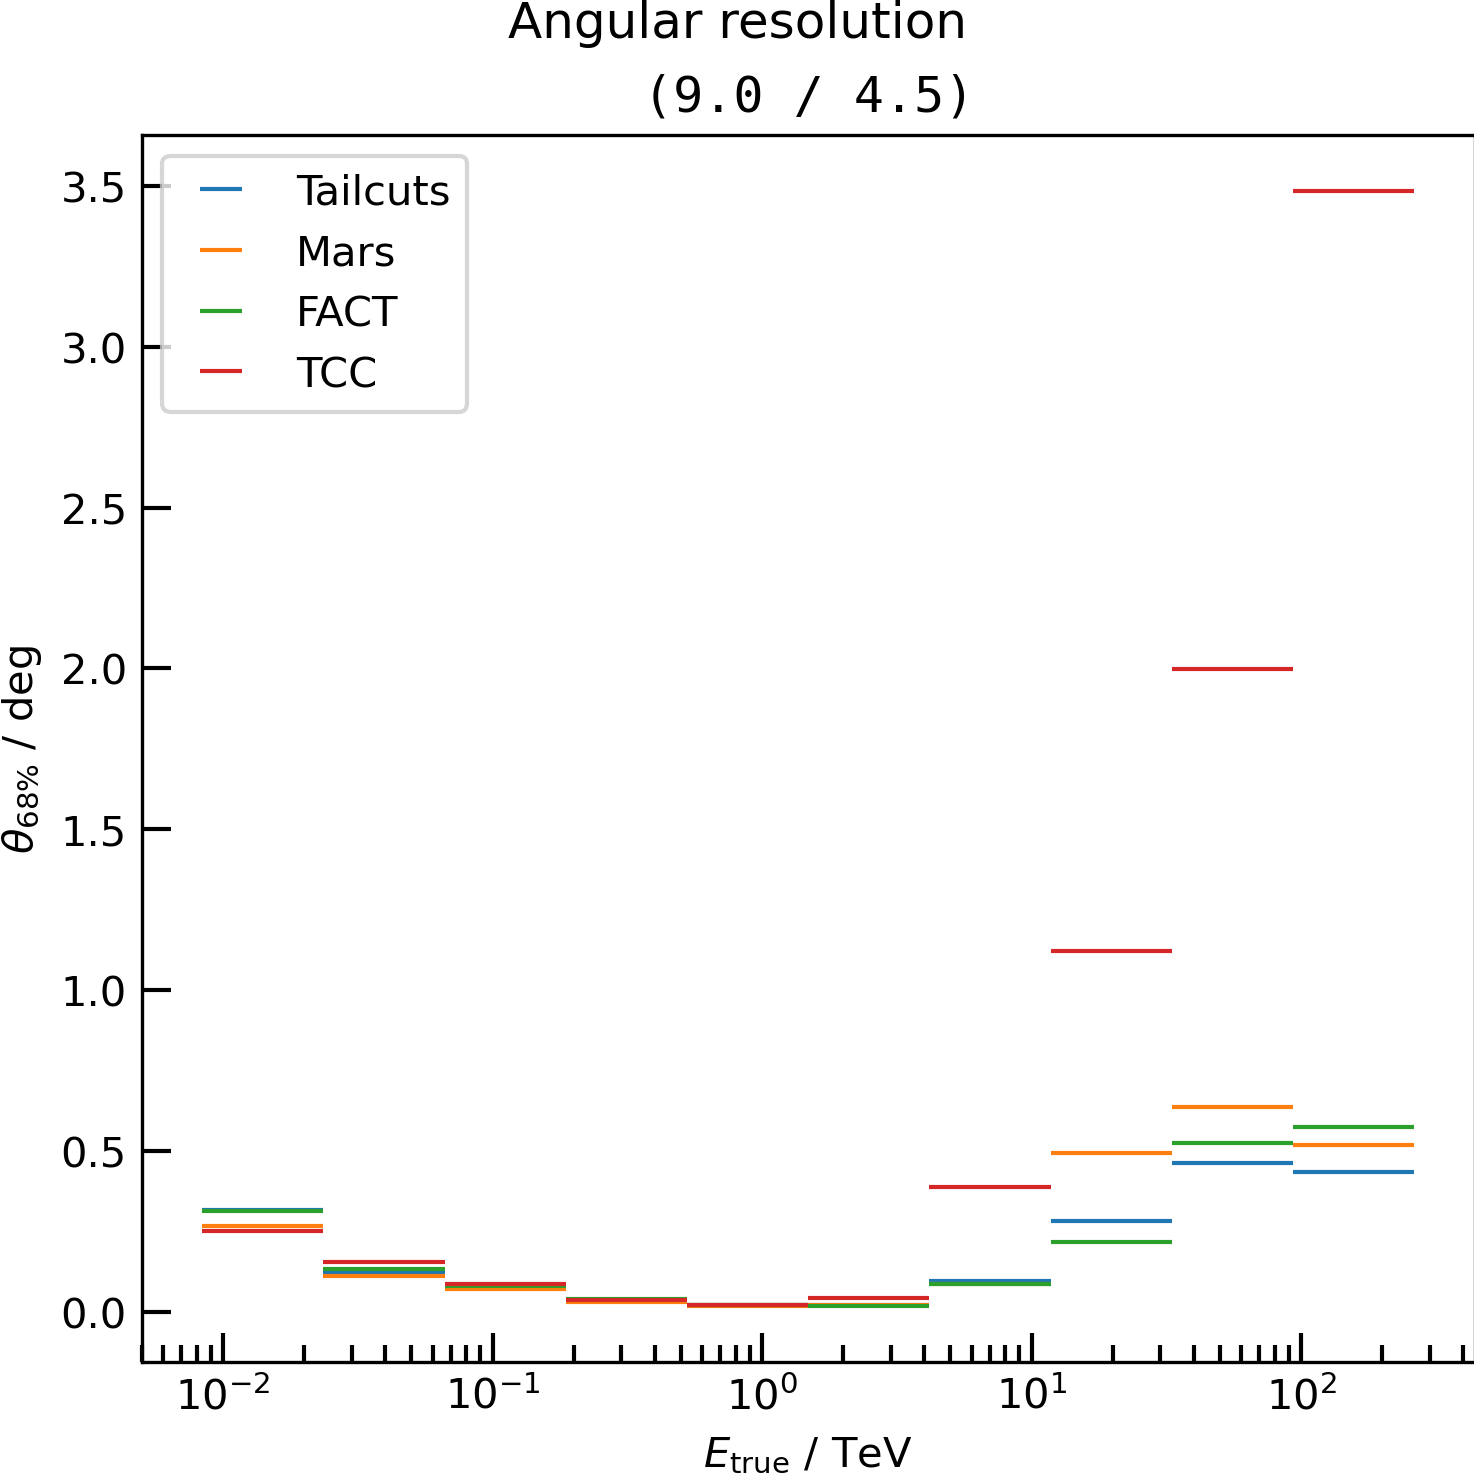 Angular resolution
(9.0 / 4.5)
Tailcuts
Mars
FACT
TCC
3.5
3.0
2.5
2.0
1.5
1.0
0.5
0.0
θ68% / deg
10−2 10−1 100 101 102
Etrue / TeV